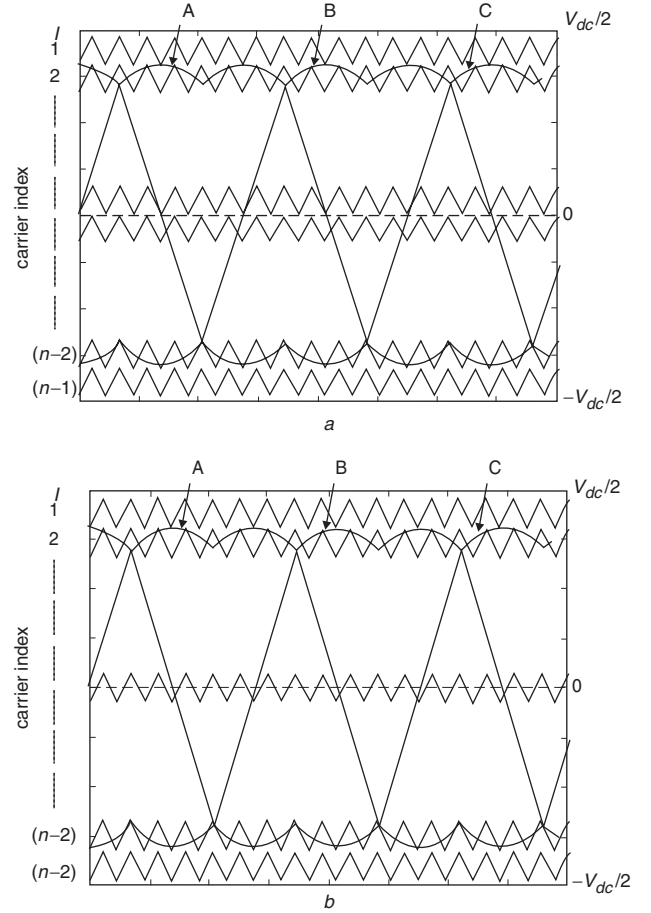 A B C
I
V_dc/2
1
2
carrier index
0
(n–2)
(n–1)
–V_dc/2
a
A B C
I
V_dc/2
1
2
carrier index
0
(n–2)
(n–2)
–V_dc/2
b